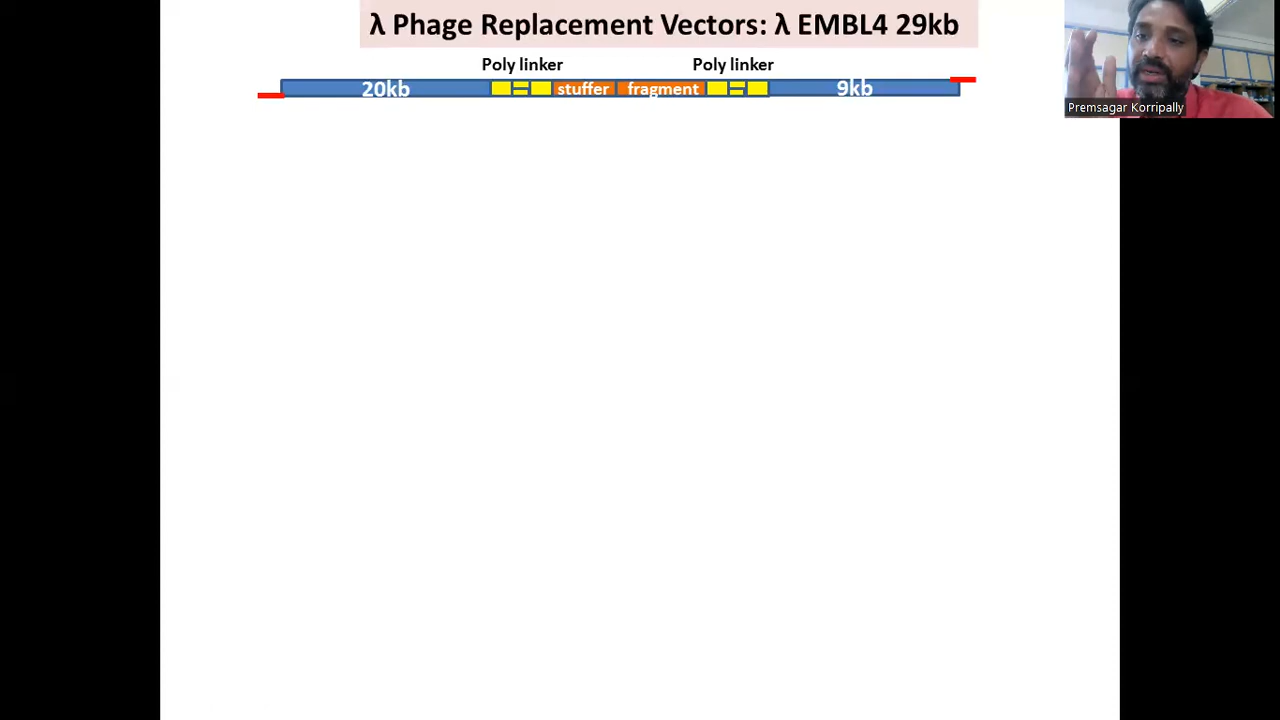 λ Phage Replacement Vectors: λ EMBL4 29kb
Poly linker Poly linker
20kb stuffer fragment 9kb
Premsagar Korripally